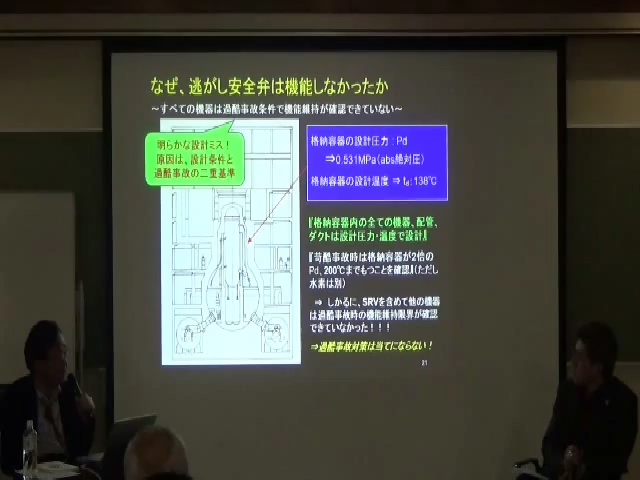 なぜ、逃がし安全弁は機能しなかったか
~すべての機器は過酷事故条件で機能維持が確認できていない~
明らかな設計ミス!
原因は、設計条件と
過酷事故の二重基準
格納容器の設計圧力:Pd
⇒0.531MPa(abs絶対圧)
格納容器の設計温度 ⇒ td:138℃
『格納容器内の全ての機器、配管、
ダクトは設計圧力・温度で設計』
『苛酷事故時は格納容器が2倍の
Pd、200℃までもつことを確認』(ただし
水素は別)
⇒ しかるに、SRVを含めて他の機器
は過酷事故時の機能維持限界が確認
できていなかった!!!
⇒過酷事故対策は当てにならない!
21